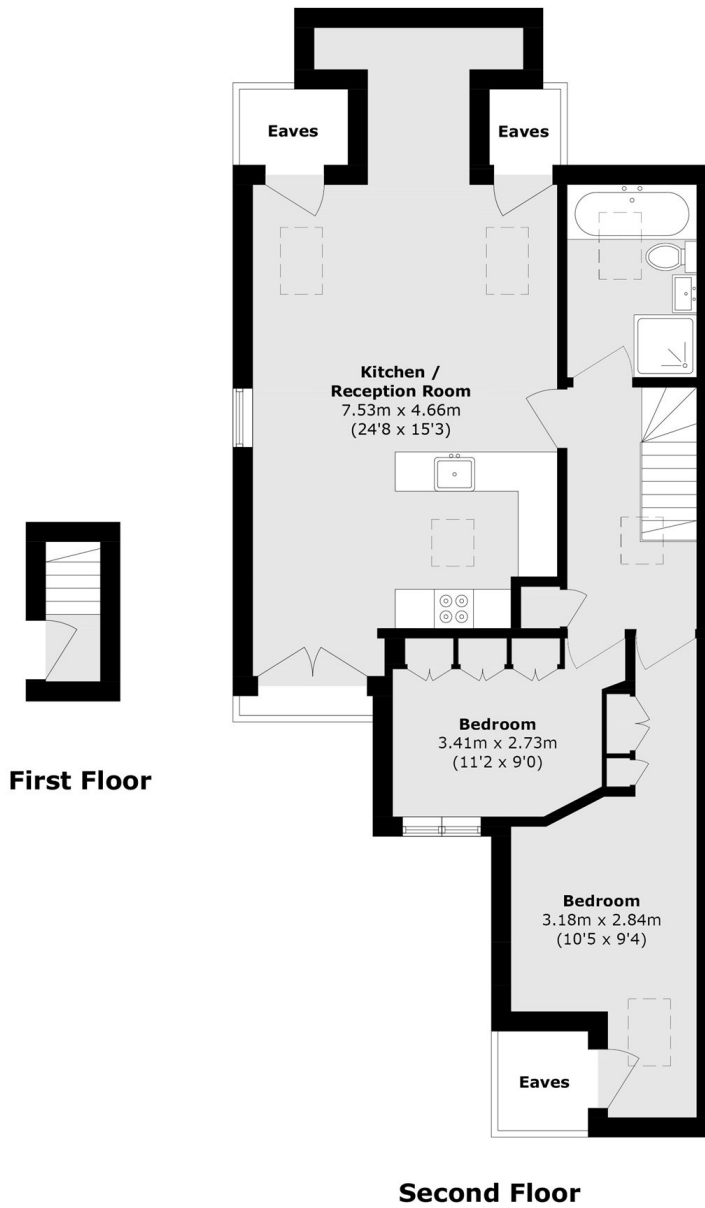 Eaves
Eaves
Kitchen /
Reception Room
7.53m x 4.66m
(24'8 x 15'3)
Bedroom
3.41m x 2.73m
(11'2 x 9'0)
First Floor
Bedroom
3.18m x 2.84m
(10'5 x 9'4)
Eaves
Second Floor